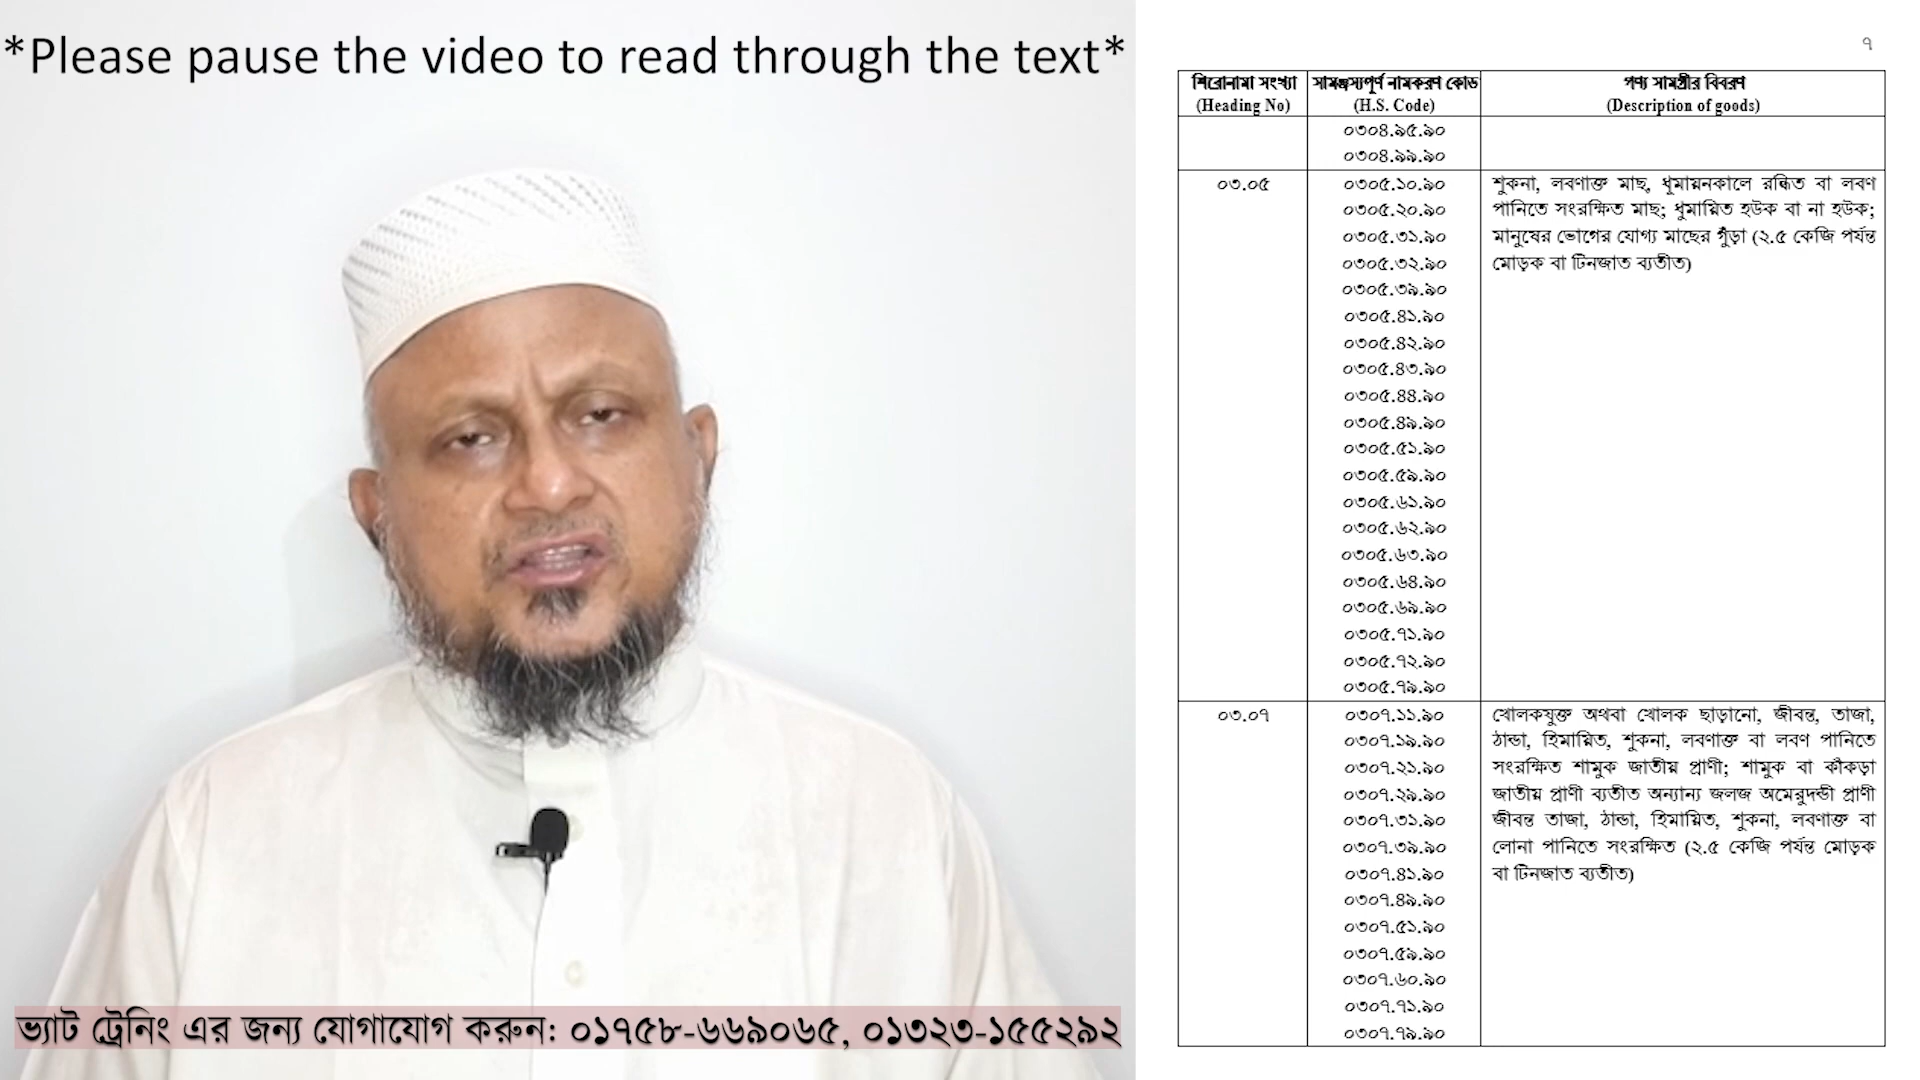 *Please pause the video to read through the text*
ভ্যাট ট্রেনিং এর জন্য যোগাযোগ করুন: ০১৭৫৮-৬৬৯০৬৫, ০১৩২৩-১৫৫২৯২
৭
শিরোনামা সংখ্যা সামঞ্জস্যপূর্ণ নামকরণ কোড পণ্য সামগ্রীর বিবরণ
(Heading No) (H.S. Code) (Description of goods)
০৩০৪.৯৫.৯০
০৩০৪.৯৯.৯০
০৩.০৫ ০৩০৫.১০.৯০ শুকনা, লবণাক্ত মাছ, ধূমায়নকালে রন্ধিত বা লবণ
০৩০৫.২০.৯০ পানিতে সংরক্ষিত মাছ; ধুমায়িত হউক বা না হউক;
০৩০৫.৩১.৯০ মানুষের ভোগের যোগ্য মাছের গুঁড়া (২.৫ কেজি পর্যন্ত
০৩০৫.৩২.৯০ মোড়ক বা টিনজাত ব্যতীত)
০৩০৫.৩৯.৯০
০৩০৫.৪১.৯০
০৩০৫.৪২.৯০
০৩০৫.৪৩.৯০
০৩০৫.৪৪.৯০
০৩০৫.৪৯.৯০
০৩০৫.৫১.৯০
০৩০৫.৫৯.৯০
০৩০৫.৬১.৯০
০৩০৫.৬২.৯০
০৩০৫.৬৩.৯০
০৩০৫.৬৪.৯০
০৩০৫.৬৯.৯০
০৩০৫.৭১.৯০
০৩০৫.৭২.৯০
০৩০৫.৭৯.৯০
০৩.০৭ ০৩০৭.১১.৯০ খোলকযুক্ত অথবা খোলক ছাড়ানো, জীবন্ত, তাজা,
০৩০৭.১৯.৯০ ঠান্ডা, হিমায়িত, শুকনা, লবণাক্ত বা লবণ পানিতে
০৩০৭.২১.৯০ সংরক্ষিত শামুক জাতীয় প্রাণী; শামুক বা কাঁকড়া
০৩০৭.২৯.৯০ জাতীয় প্রাণী ব্যতীত অন্যান্য জলজ অমেরুদন্ডী প্রাণী
০৩০৭.৩১.৯০ জীবন্ত তাজা, ঠান্ডা, হিমায়িত, শুকনা, লবণাক্ত বা
০৩০৭.৩৯.৯০ লোনা পানিতে সংরক্ষিত (২.৫ কেজি পর্যন্ত মোড়ক
০৩০৭.৪১.৯০ বা টিনজাত ব্যতীত)
০৩০৭.৪৯.৯০
০৩০৭.৫১.৯০
০৩০৭.৫৯.৯০
০৩০৭.৬০.৯০
০৩০৭.৭১.৯০
০৩০৭.৭৯.৯০